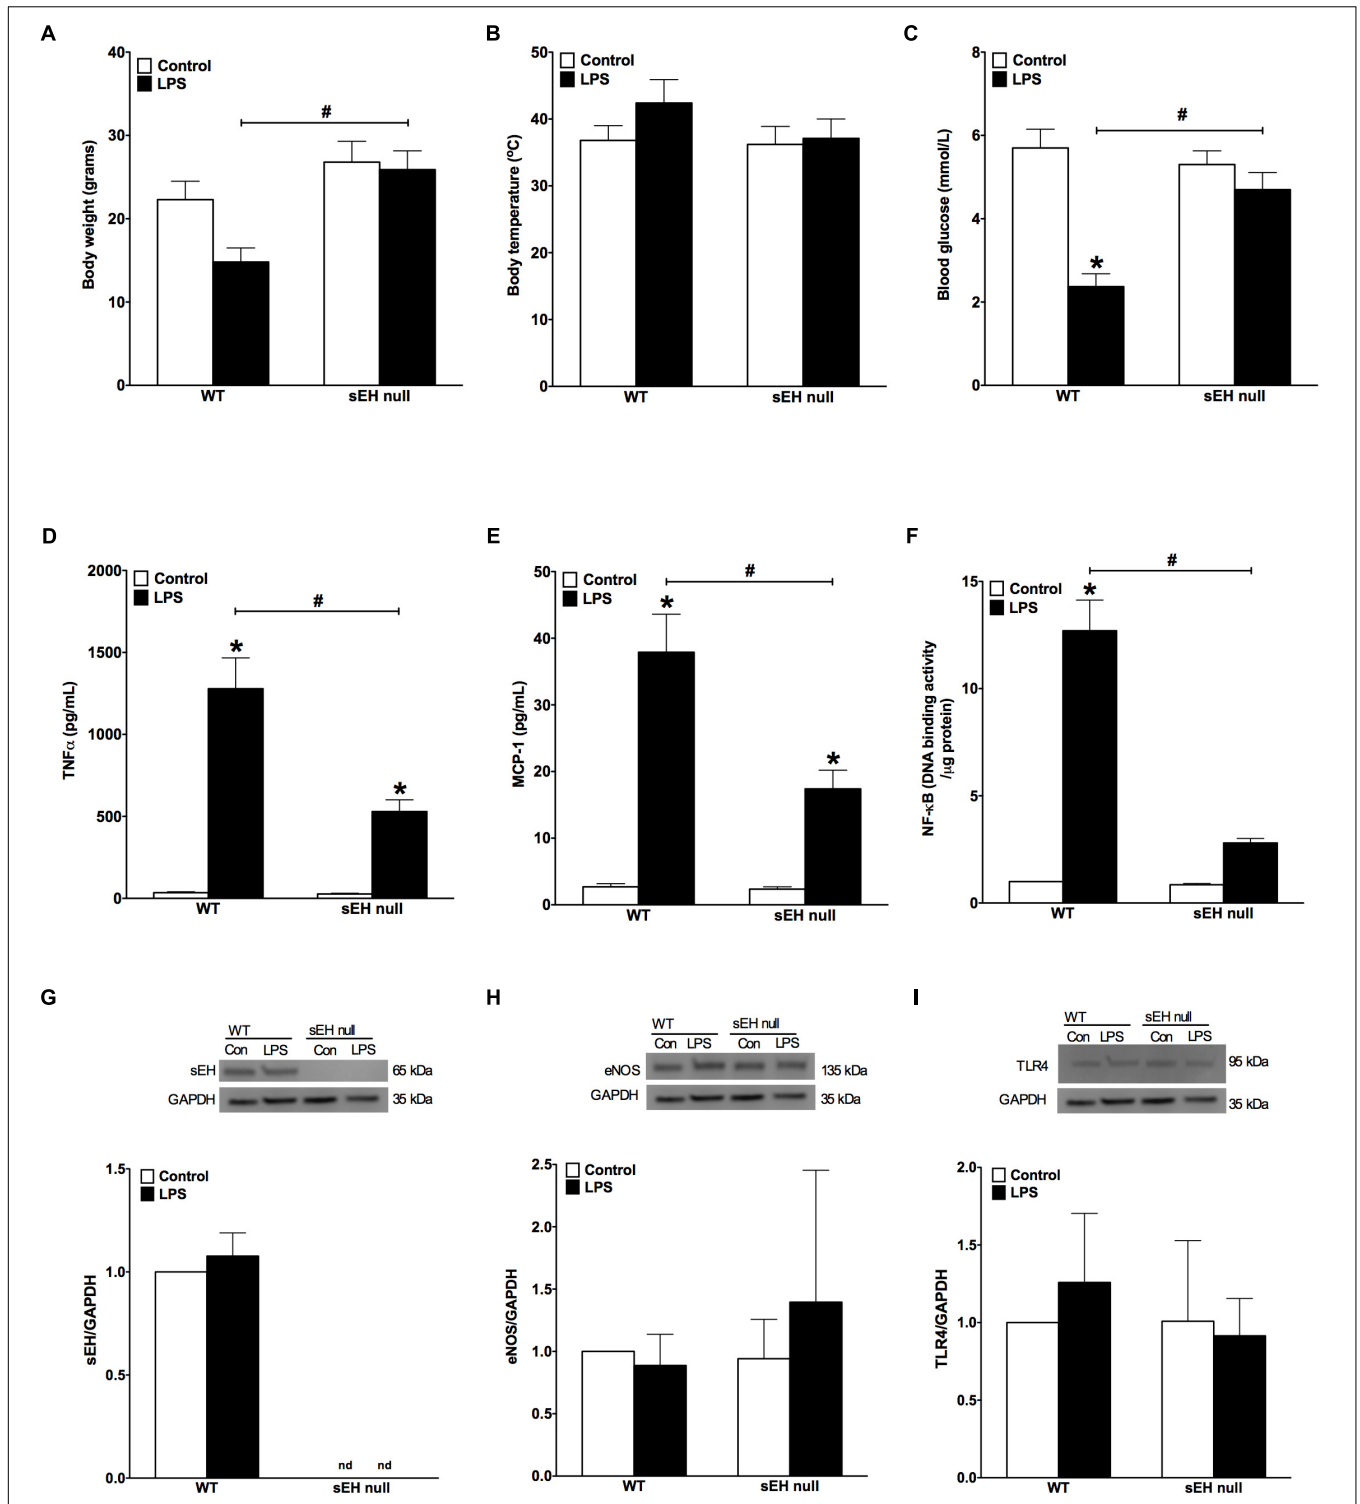 A
B
C
40
30
20
10
0
Body weight (grams)
Control
LPS
#
WT
sEH null
50
40
30
20
10
0
Body temperature (ºC)
Control
LPS
WT
sEH null
8
6
4
2
0
Blood glucose (mmol/L)
Control
LPS
#
*
WT
sEH null
D
E
F
2000
1500
1000
500
0
TNFα (pg/mL)
Control
LPS
#
*
*
WT
sEH null
50
40
30
20
10
0
MCP-1 (pg/mL)
Control
LPS
#
*
*
WT
sEH null
15
10
5
0
NF-κB (DNA binding activity
/μg protein)
Control
LPS
#
*
WT
sEH null
G
H
I
WT sEH null
Con LPS Con LPS
sEH 65 kDa
GAPDH 35 kDa
1.5
1.0
0.5
0.0
sEH/GAPDH
Control
LPS
nd nd
WT
sEH null
WT sEH null
Con LPS Con LPS
eNOS 135 kDa
GAPDH 35 kDa
2.5
2.0
1.5
1.0
0.5
0.0
eNOS/GAPDH
Control
LPS
WT
sEH null
WT sEH null
Con LPS Con LPS
TLR4 95 kDa
GAPDH 35 kDa
2.0
1.5
1.0
0.5
0.0
TLR4/GAPDH
Control
LPS
WT
sEH null